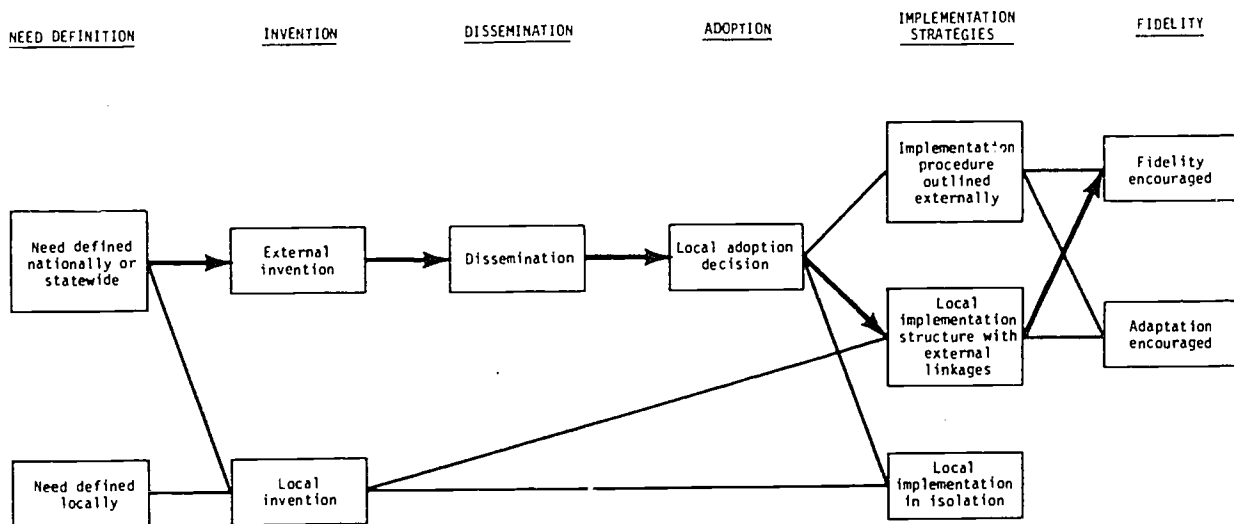 NEED DEFINITION
INVENTION
DISSEMINATION
ADOPTION
IMPLEMENTATION
STRATEGIES
FIDELITY
Need defined
nationally or
statewide
External
invention
Dissemination
Local adoption
decision
Implementation
procedure
outlined
externally
Fidelity
encouraged
Local
implementation
structure with
external
linkages
Adaptation
encouraged
Need defined
locally
Local
invention
Local
implementation
in isolation